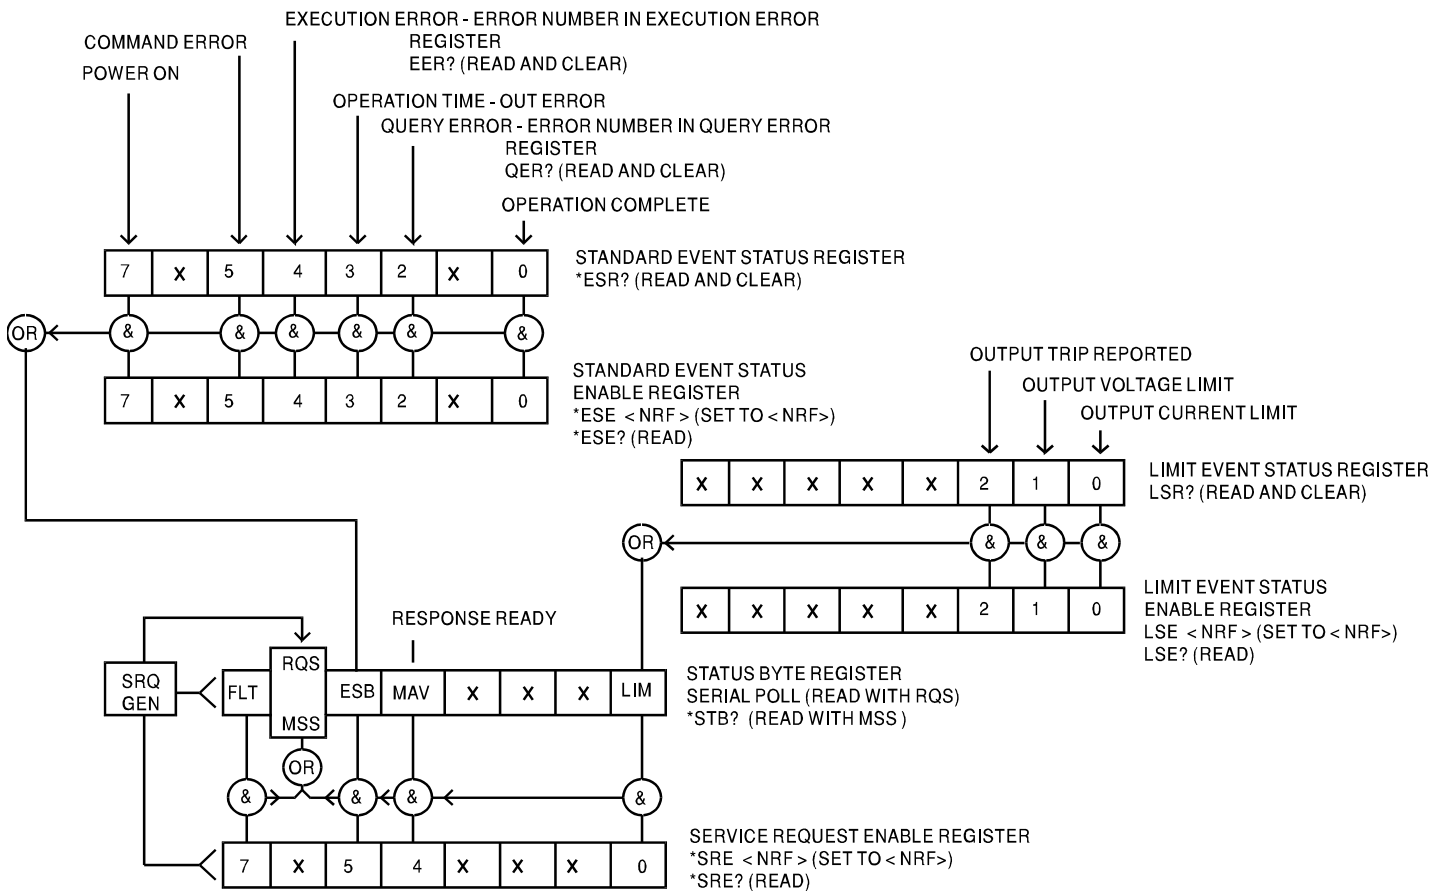 EXECUTION ERROR - ERROR NUMBER IN EXECUTION ERROR
REGISTER
EER? (READ AND CLEAR)
COMMAND ERROR
POWER ON
OPERATION TIME - OUT ERROR
QUERY ERROR - ERROR NUMBER IN QUERY ERROR
REGISTER
QER? (READ AND CLEAR)
OPERATION COMPLETE
7 X 5 4 3 2 X 0
STANDARD EVENT STATUS REGISTER
*ESR? (READ AND CLEAR)
OR & & & & & &
7 X 5 4 3 2 X 0
STANDARD EVENT STATUS
ENABLE REGISTER
*ESE < NRF > (SET TO < NRF>)
*ESE? (READ)
OUTPUT TRIP REPORTED
OUTPUT VOLTAGE LIMIT
OUTPUT CURRENT LIMIT
X X X X X 2 1 0
LIMIT EVENT STATUS REGISTER
LSR? (READ AND CLEAR)
OR & & &
X X X X X 2 1 0
LIMIT EVENT STATUS
ENABLE REGISTER
LSE < NRF > (SET TO < NRF>)
LSE? (READ)
RESPONSE READY
SRQ
GEN
FLT RQS ESB MAV X X X LIM
MSS
STATUS BYTE REGISTER
SERIAL POLL (READ WITH RQS)
*STB? (READ WITH MSS )
OR
& & & &
7 X 5 4 X X X 0
SERVICE REQUEST ENABLE REGISTER
*SRE < NRF > (SET TO < NRF>)
*SRE? (READ)